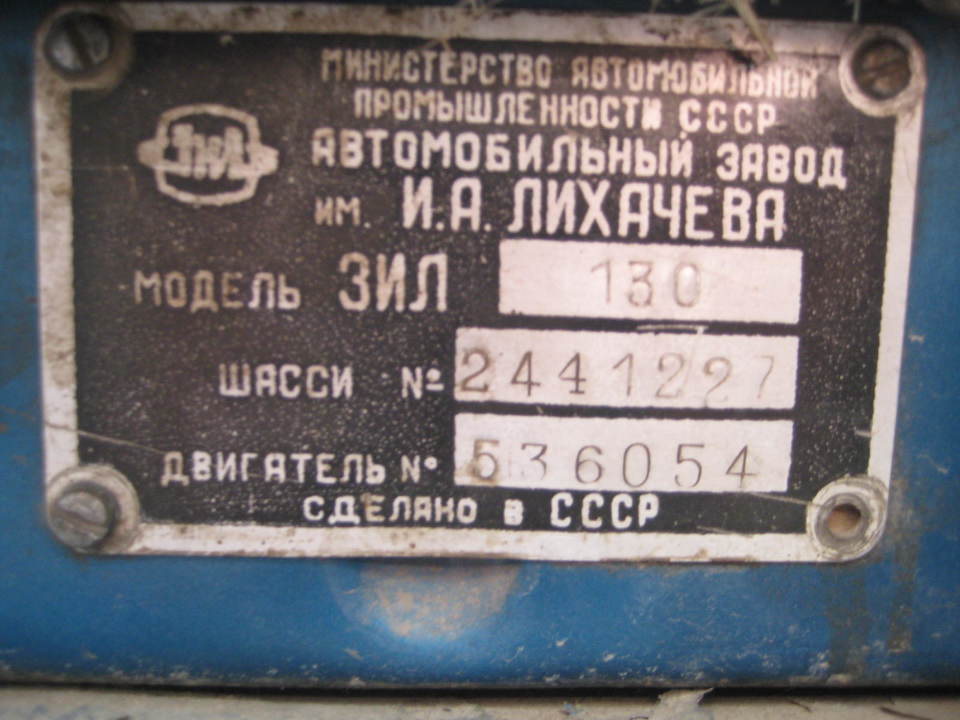 МИНИСТЕРСТВО АВТОМОБИЛЬНОЙ
ПРОМЫШЛЕННОСТИ СССР
ЗИЛ
АВТОМОБИЛЬНЫЙ ЗАВОД
ИМ. И.А. ЛИХАЧЕВА
МОДЕЛЬ ЗИЛ 130
ШАССИ № 2441227
ДВИГАТЕЛЬ № 536054
СДЕЛАНО в СССР